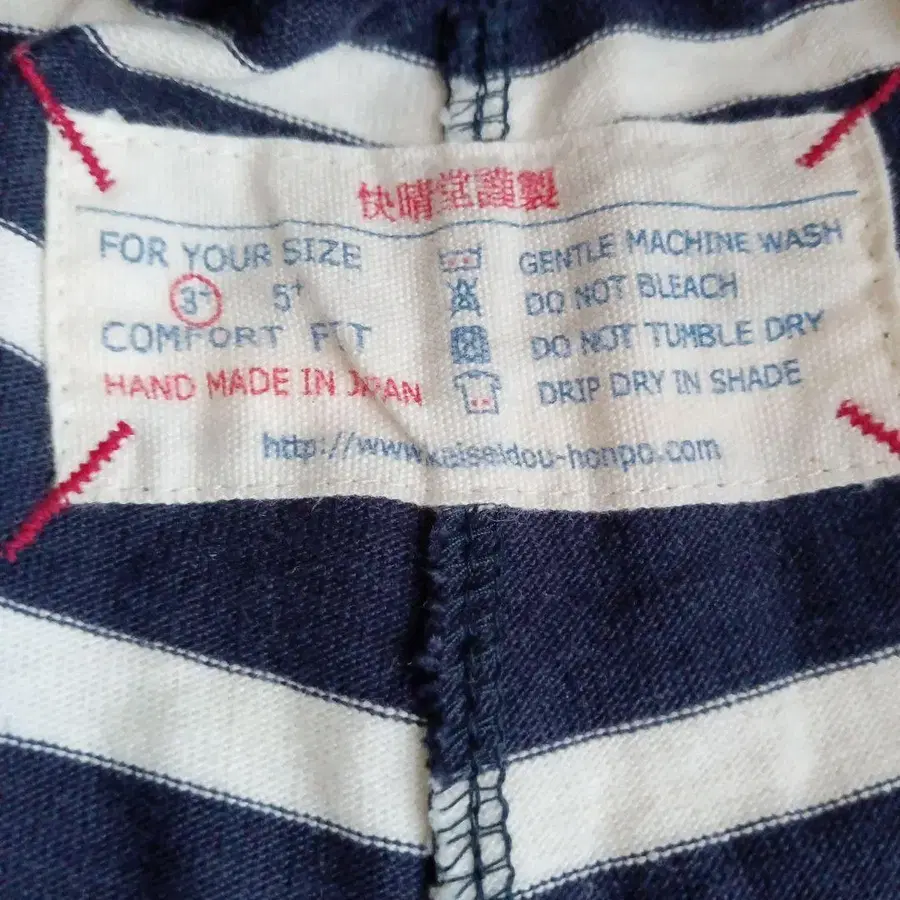 快晴堂謹製
FOR YOUR SIZE
3- 5+
COMFORT FIT
HAND MADE IN JAPAN
GENTLE MACHINE WASH
DO NOT BLEACH
DO NOT TUMBLE DRY
DRIP DRY IN SHADE
http://www.kaiseidou-honpo.com